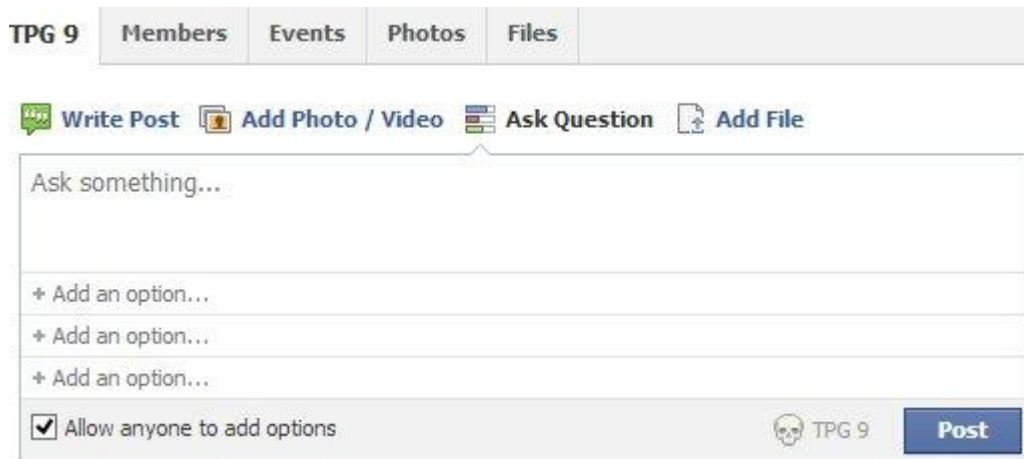 TPG 9 Members Events Photos Files
Write Post Add Photo / Video Ask Question Add File
Ask something...
+ Add an option...
+ Add an option...
+ Add an option...
Allow anyone to add options TPG 9 Post